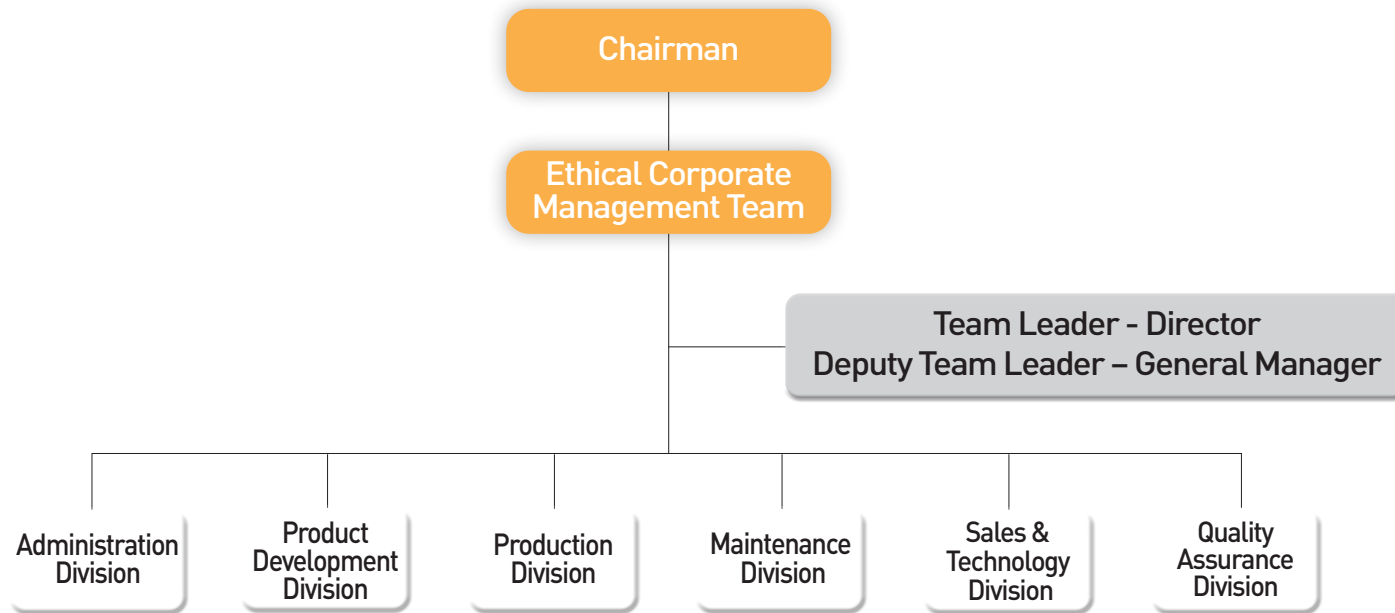 Chairman
Ethical Corporate
Management Team
Team Leader - Director
Deputy Team Leader – General Manager
Administration
Division
Product
Development
Division
Production
Division
Maintenance
Division
Sales &
Technology
Division
Quality
Assurance
Division